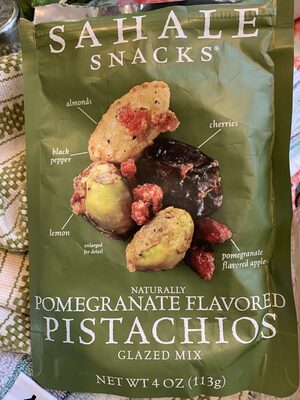 SAHALE
SNACKS®
almonds
cherries
black
pepper
lemon
enlarged
for detail
pomegranate
flavored apple
NATURALLY
POMEGRANATE FLAVORED
PISTACHIOS
GLAZED MIX
NET WT 4 OZ (113g)